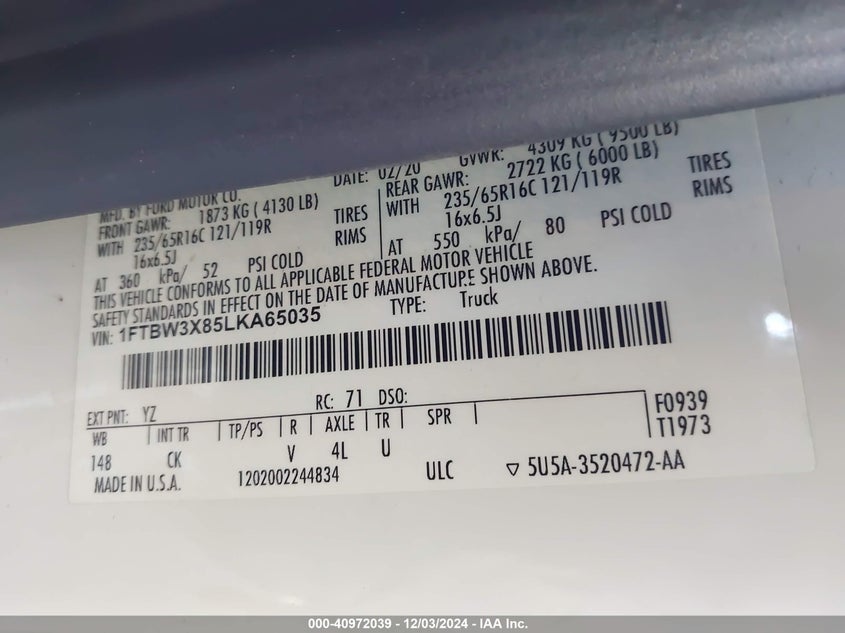 MFD. BY FORD MOTOR CO.
DATE: 02/20
GVWR: 4309 KG ( 9500 LB)
FRONT GAWR: 1873 KG ( 4130 LB)
REAR GAWR: 2722 KG ( 6000 LB)
WITH 235/65R16C 121/119R TIRES
WITH 235/65R16C 121/119R TIRES
16x6.5J RIMS
16x6.5J RIMS
AT 360 kPa/ 52 PSI COLD
AT 550 kPa/ 80 PSI COLD
THIS VEHICLE CONFORMS TO ALL APPLICABLE FEDERAL MOTOR VEHICLE
SAFETY STANDARDS IN EFFECT ON THE DATE OF MANUFACTURE SHOWN ABOVE.
VIN: 1FTBW3X85LKA65035
TYPE: Truck
EXT PNT: YZ RC: 71 DSO:
WB | INT TR | TP/PS | R | AXLE | TR | SPR | F0939
T1973
148 CK V 4L U
MADE IN U.S.A. 1202002244834 ULC ▽ 5U5A-3520472-AA
000-40972039 - 12/03/2024 - IAA Inc.